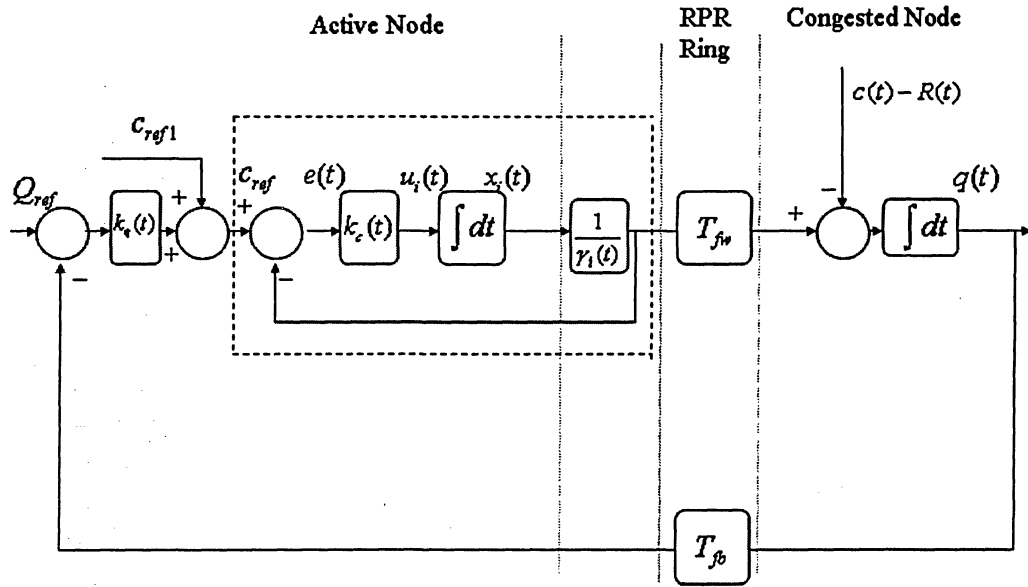 Active Node
RPR
Ring
Congested Node
c(t) − R(t)
c_ref1
Q_ref
+
c_ref
+
e(t)
u_i(t)
x_i(t)
−
q(t)
k_q(t)
+
k_c(t)
∫ dt
1
γ_i(t)
T_fw
+
∫ dt
−
−
T_fb